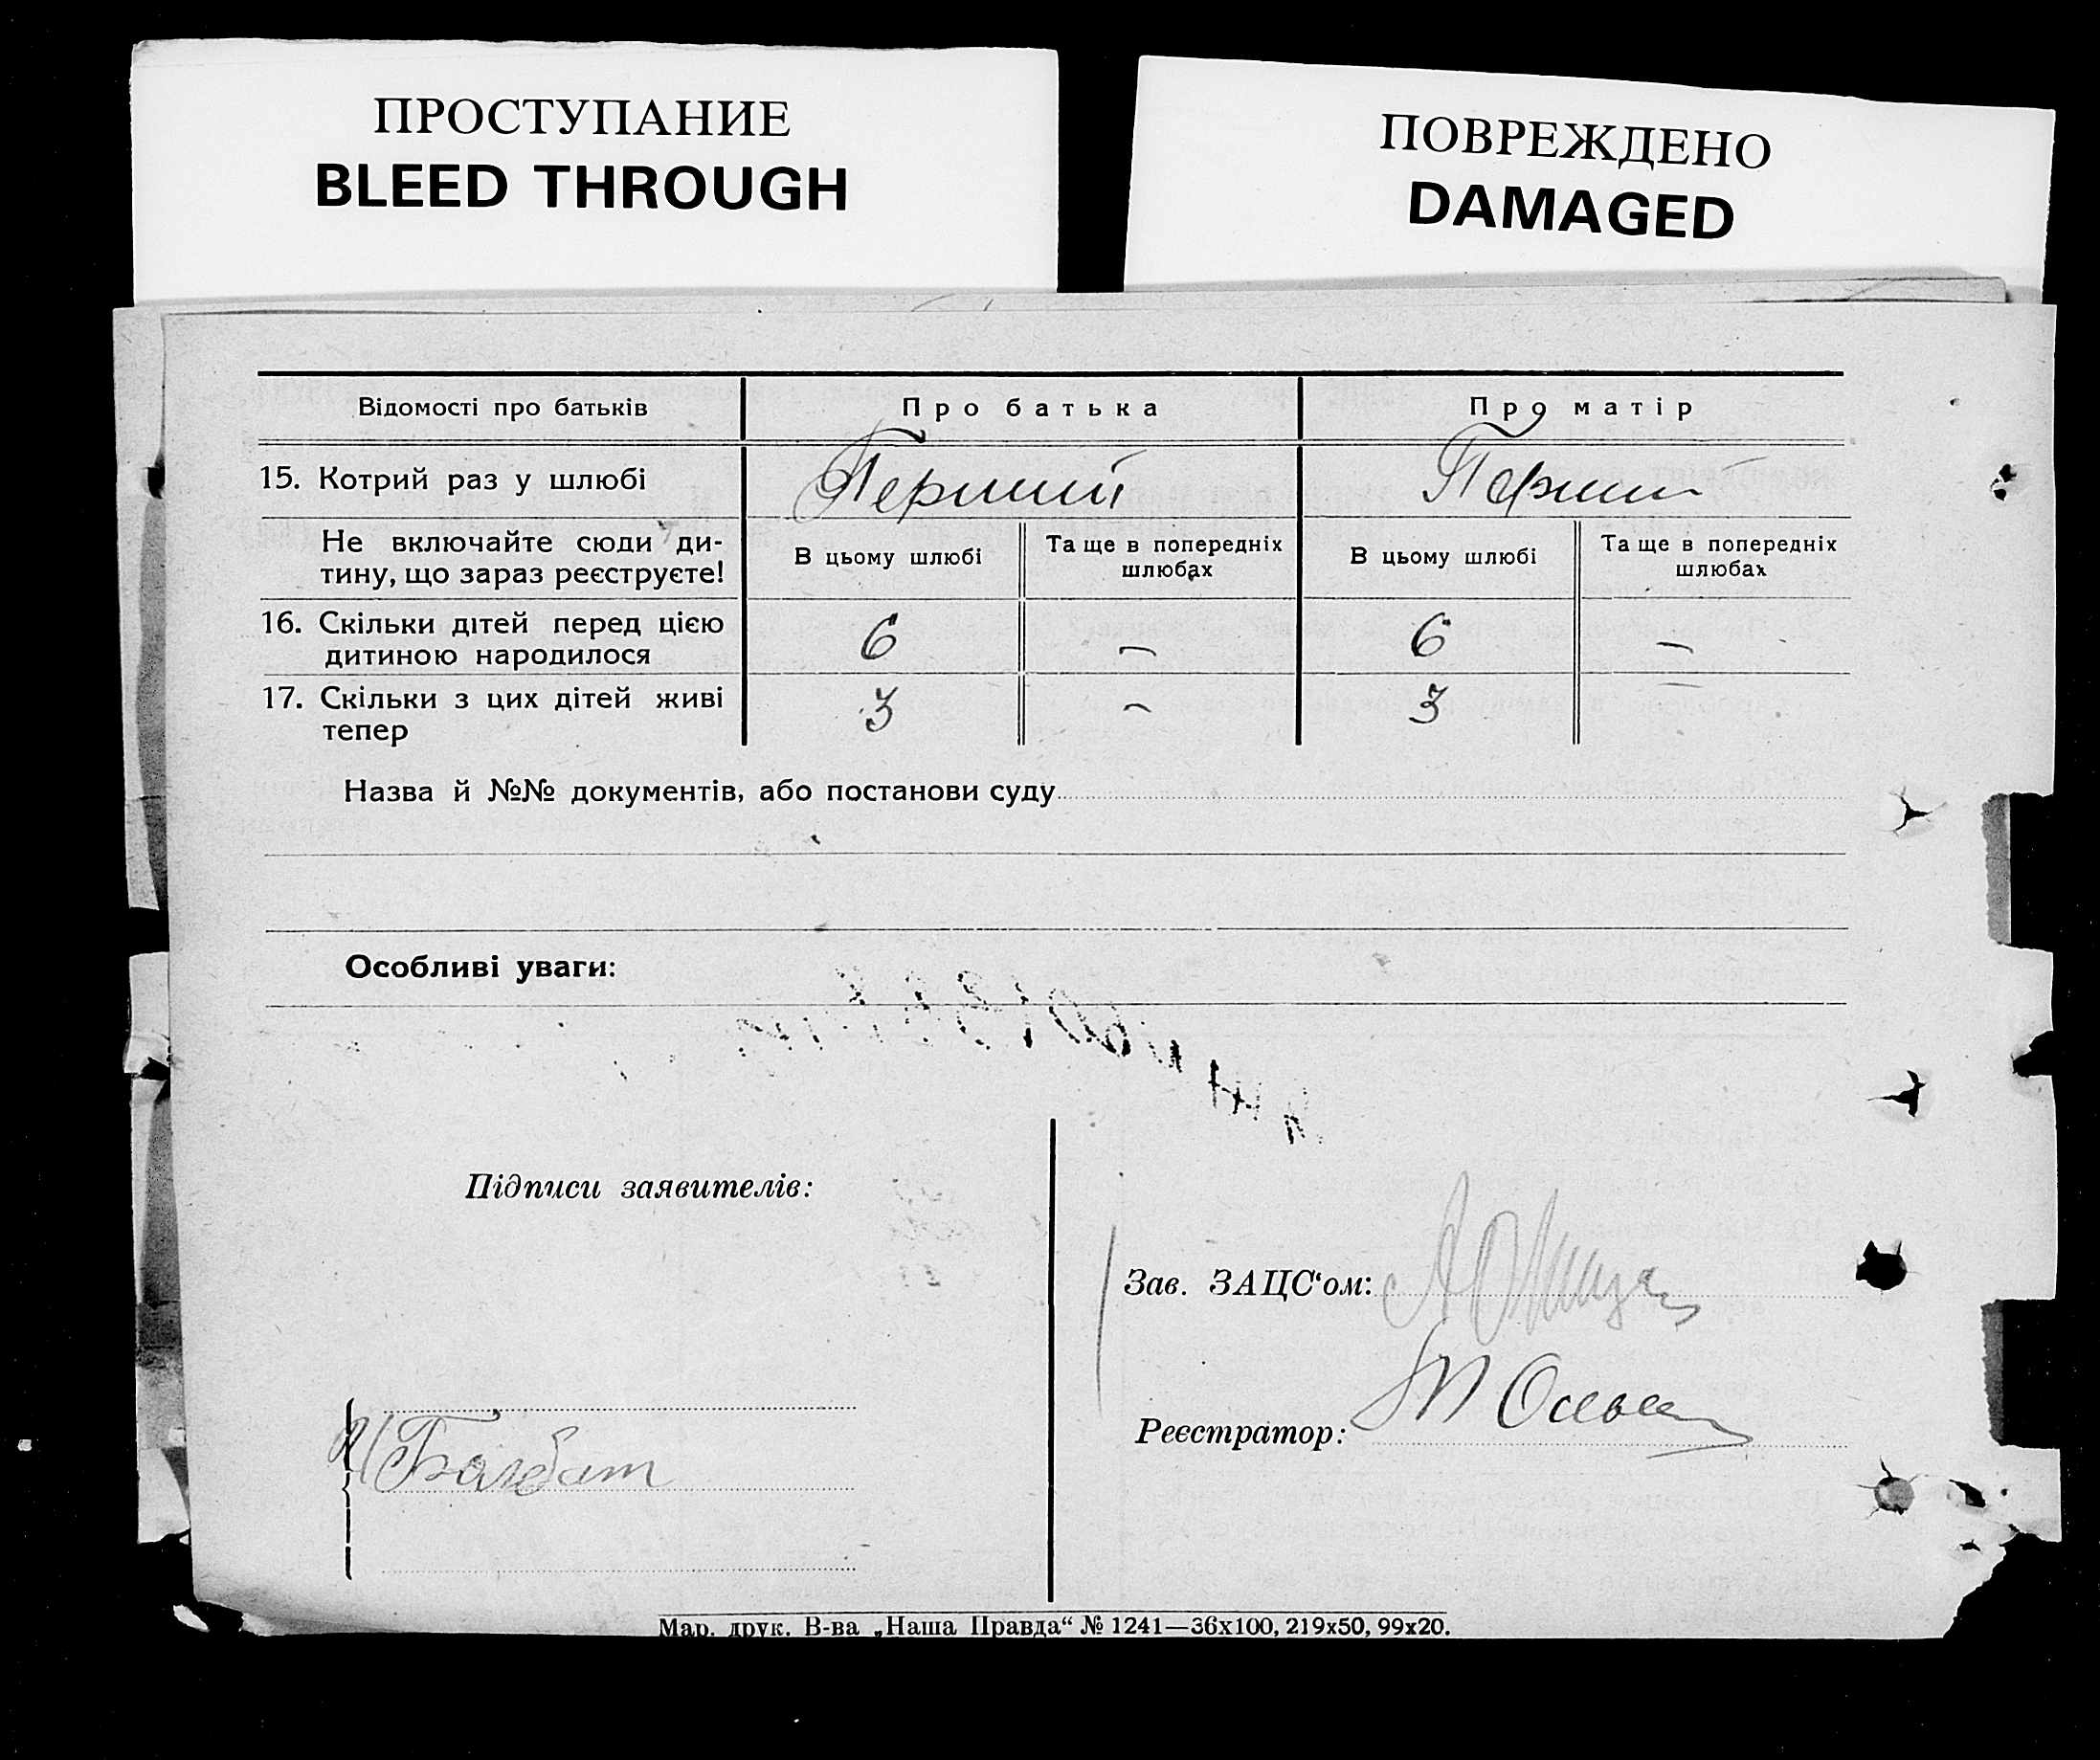 ПРОСТУПАНИЕ
BLEED THROUGH
ПОВРЕЖДЕНО
DAMAGED
Відомості про батьків
Про батька
Про матір
15. Котрий раз у шлюбі
Перший
Перший
Не включайте сюди ди-
тину, що зараз реєструєте!
В цьому шлюбі
Та ще в попередніх
шлюбах
В цьому шлюбі
Та ще в попередніх
шлюбах
16. Скільки дітей перед цією
дитиною народилося
6
—
6
—
17. Скільки з цих дітей живі
тепер
3
—
3
Назва й №№ документів, або постанови суду
Особливі уваги:
Підписи заявителів:
Зав. ЗАЦС‘ом:
Реєстратор:
Мар. друк. В-ва „Наша Правда“ № 1241—36х100, 219х50, 99х20.